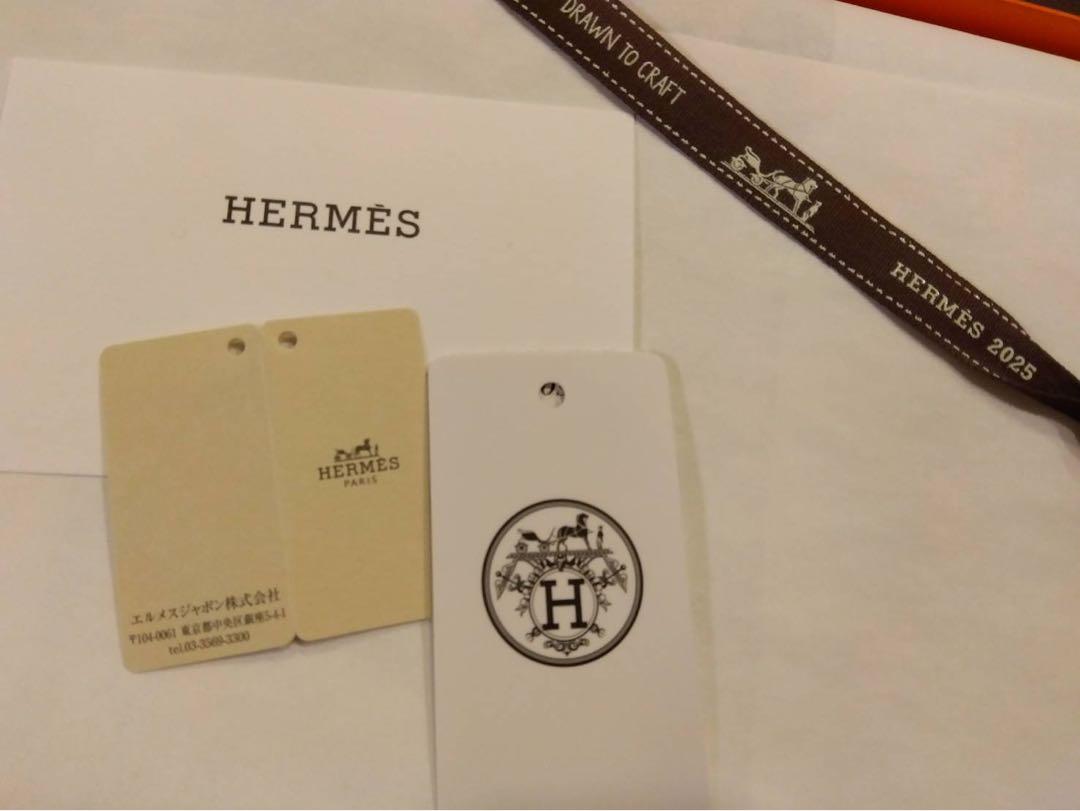 DRAWN TO CRAFT
HERMÈS 2025
HERMÈS
HERMÈS
PARIS
エルメスジャポン株式会社
〒104-0061 東京都中央区銀座5-4-1
tel.03-3569-3300
H